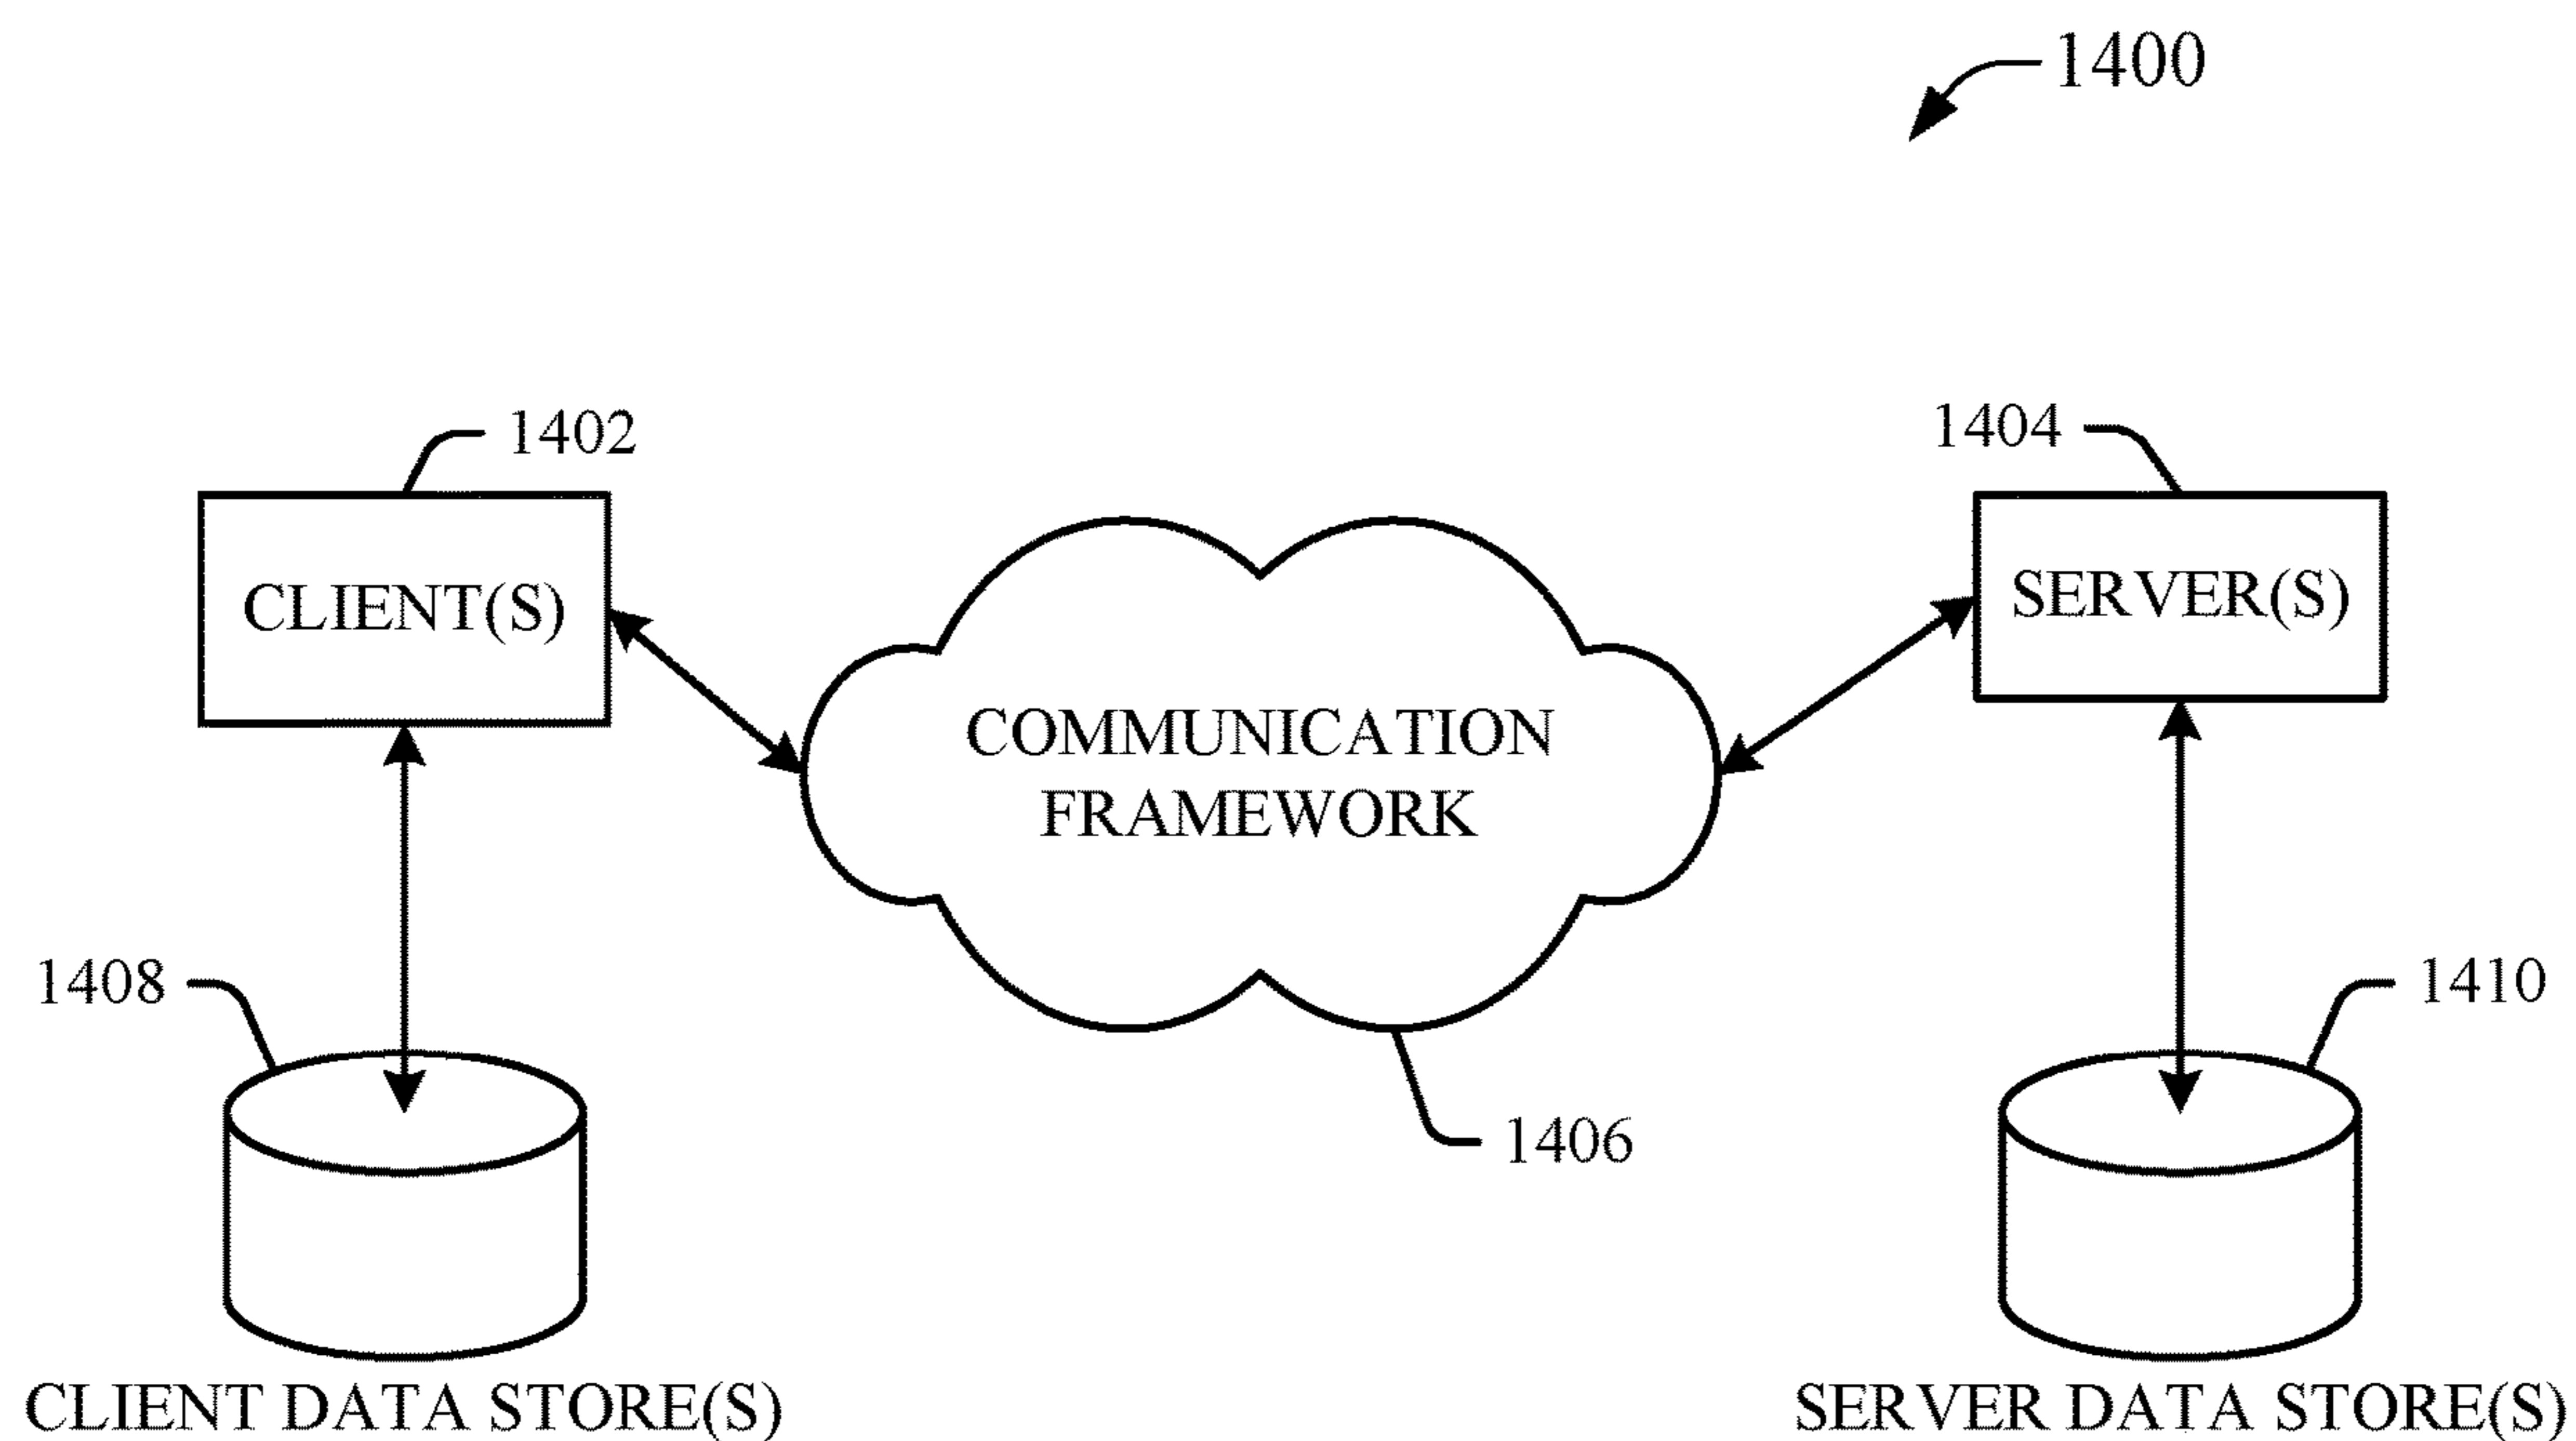 1400
1402
1404
CLIENT(S)
SERVER(S)
COMMUNICATION
FRAMEWORK
1408
1410
1406
CLIENT DATA STORE(S)
SERVER DATA STORE(S)